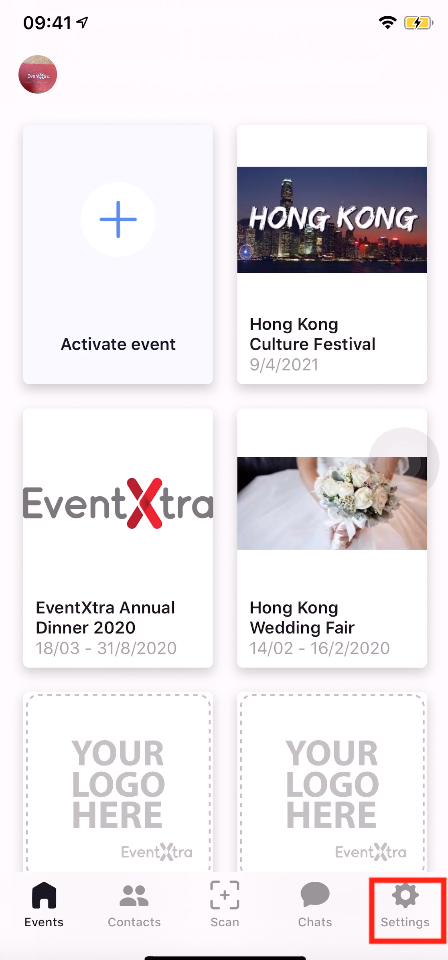 09:41
EventXtra
Activate event
HONG KONG
Hong Kong
Culture Festival
9/4/2021
EventXtra
EventXtra Annual
Dinner 2020
18/03 - 31/8/2020
Hong Kong
Wedding Fair
14/02 - 16/2/2020
YOUR
LOGO
HERE
EventXtra
YOUR
LOGO
HERE
EventXtra
Events
Contacts
Scan
Chats
Settings